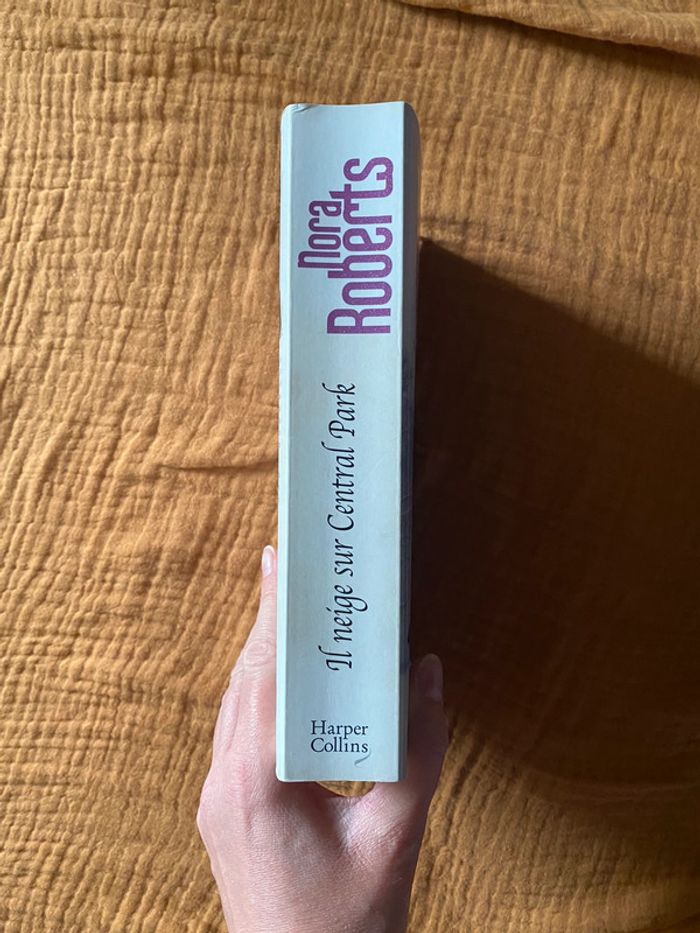 Nora
Roberts
Il neige sur Central Park
Harper
Collins